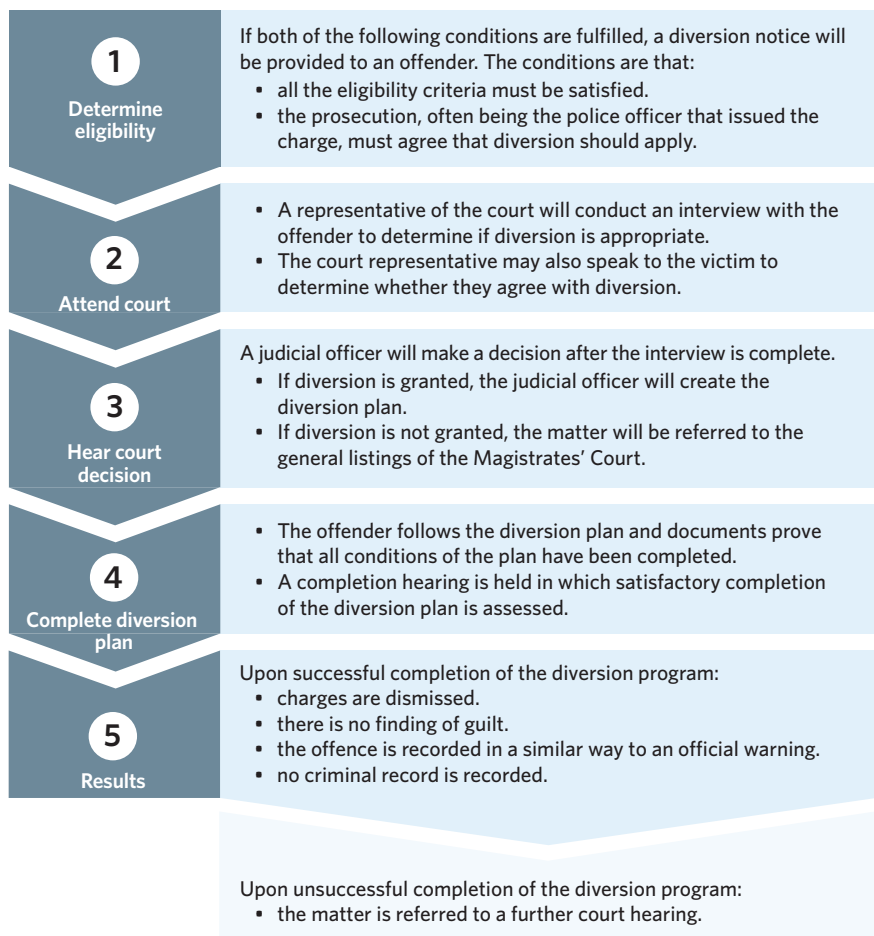 1
Determine
eligibility
If both of the following conditions are fulfilled, a diversion notice will
be provided to an offender. The conditions are that:
• all the eligibility criteria must be satisfied.
• the prosecution, often being the police officer that issued the
charge, must agree that diversion should apply.
2
Attend court
• A representative of the court will conduct an interview with the
offender to determine if diversion is appropriate.
• The court representative may also speak to the victim to
determine whether they agree with diversion.
3
Hear court
decision
A judicial officer will make a decision after the interview is complete.
• If diversion is granted, the judicial officer will create the
diversion plan.
• If diversion is not granted, the matter will be referred to the
general listings of the Magistrates’ Court.
4
Complete diversion
plan
• The offender follows the diversion plan and documents prove
that all conditions of the plan have been completed.
• A completion hearing is held in which satisfactory completion
of the diversion plan is assessed.
5
Results
Upon successful completion of the diversion program:
• charges are dismissed.
• there is no finding of guilt.
• the offence is recorded in a similar way to an official warning.
• no criminal record is recorded.
Upon unsuccessful completion of the diversion program:
• the matter is referred to a further court hearing.